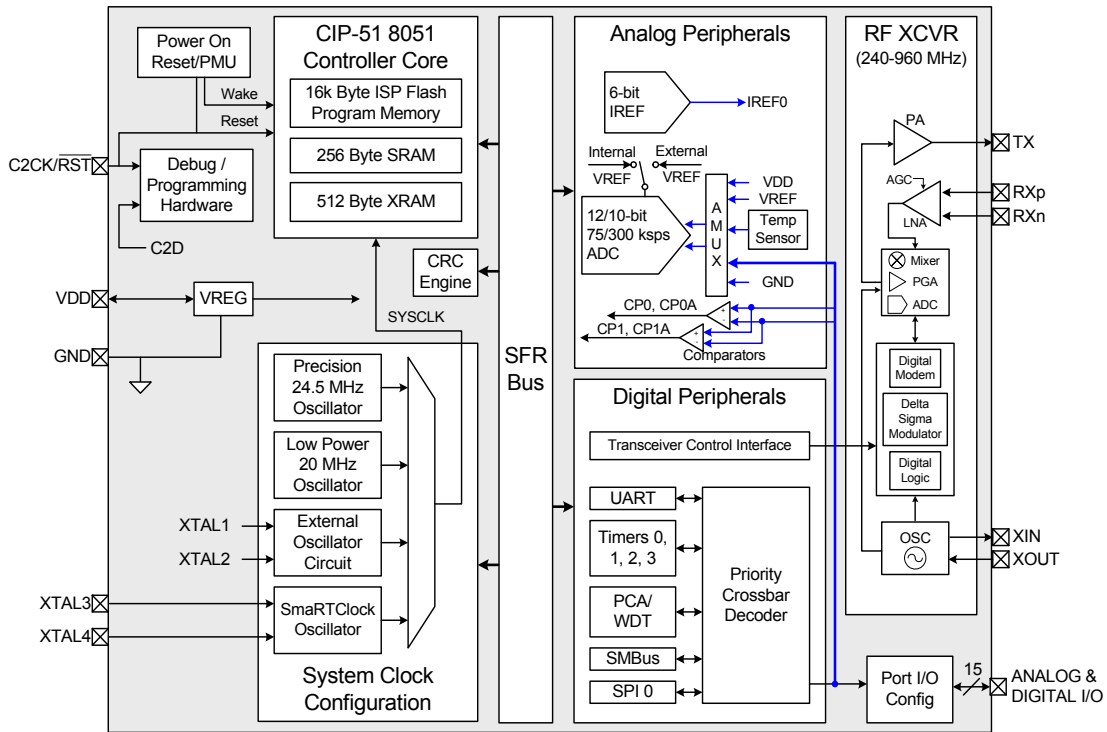 Power On
Reset/PMU
Wake
Reset
C2CK/RST
Debug /
Programming
Hardware
C2D
VDD
VREG
GND
CIP-51 8051
Controller Core
16k Byte ISP Flash
Program Memory
256 Byte SRAM
512 Byte XRAM
CRC
Engine
SYSCLK
Precision
24.5 MHz
Oscillator
Low Power
20 MHz
Oscillator
XTAL1
XTAL2
External
Oscillator
Circuit
XTAL3
XTAL4
SmaRTClock
Oscillator
System Clock
Configuration
SFR
Bus
Analog Peripherals
6-bit
IREF
IREF0
Internal
VREF
External
VREF
12/10-bit
75/300 ksps
ADC
A
M
U
X
VDD
VREF
Temp
Sensor
GND
CP0, CP0A
+
-
CP1, CP1A
+
-
Comparators
Digital Peripherals
Transceiver Control Interface
UART
Timers 0,
1, 2, 3
PCA/
WDT
SMBus
SPI 0
Priority
Crossbar
Decoder
RF XCVR
(240-960 MHz)
PA
TX
AGC
LNA
RXp
RXn
Mixer
PGA
ADC
Digital
Modem
Delta
Sigma
Modulator
Digital
Logic
OSC
XIN
XOUT
Port I/O
Config
15
ANALOG &
DIGITAL I/O